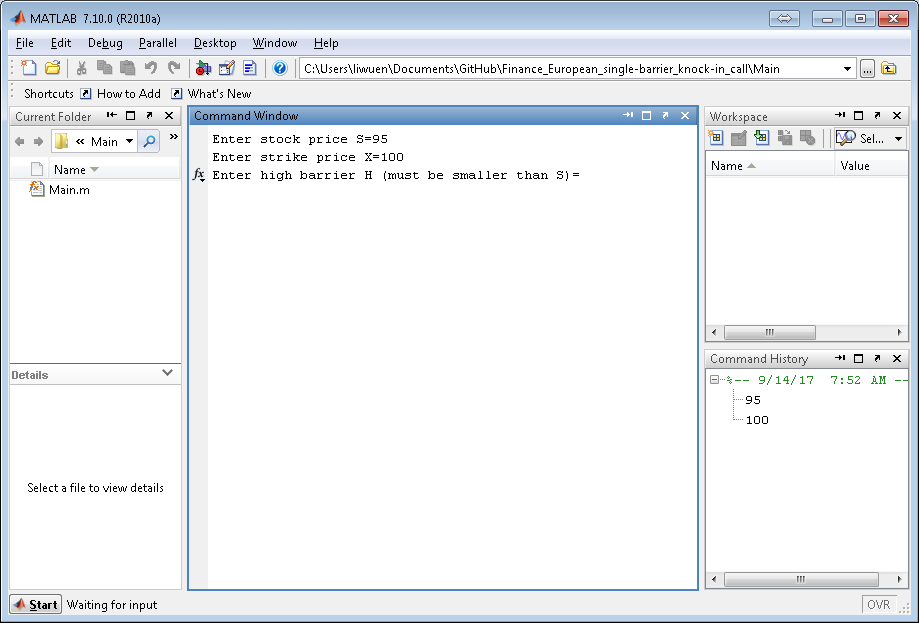 MATLAB 7.10.0 (R2010a)
File Edit Debug Parallel Desktop Window Help
C:\Users\liwuen\Documents\GitHub\Finance_European_single-barrier_knock-in_call\Main
...
Shortcuts How to Add What's New
Current Folder
« Main
»
Name
Main.m
Details
Select a file to view details
Command Window
Enter stock price S=95
Enter strike price X=100
fx Enter high barrier H (must be smaller than S)=
Workspace
Sel...
Name Value
Command History
%-- 9/14/17 7:52 AM --
95
100
Start Waiting for input
OVR